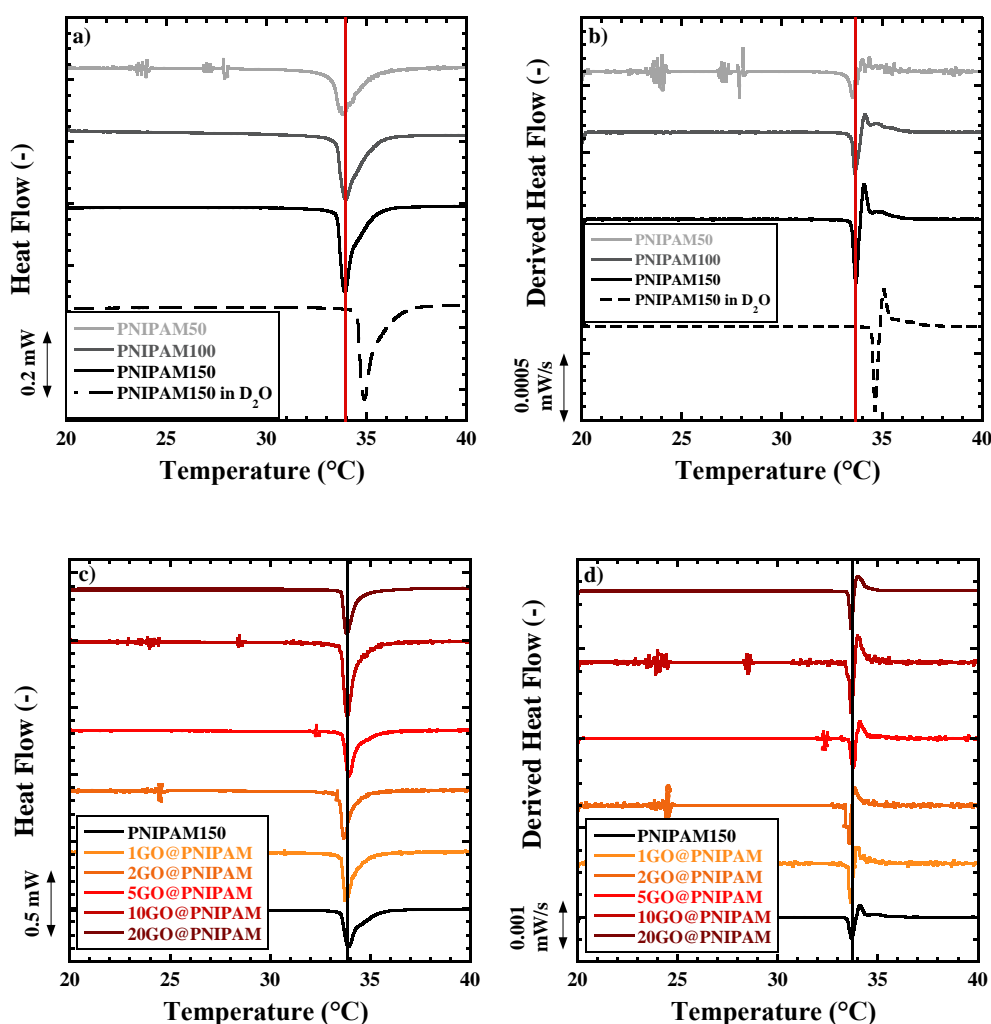 a)
Heat Flow (-)
0.2 mW
PNIPAM50
PNIPAM100
PNIPAM150
PNIPAM150 in D2O
20 25 30 35 40
Temperature (°C)
b)
Derived Heat Flow (-)
0.0005
mW/s
PNIPAM50
PNIPAM100
PNIPAM150
PNIPAM150 in D2O
20 25 30 35 40
Temperature (°C)
c)
Heat Flow (-)
0.5 mW
PNIPAM150
1GO@PNIPAM
2GO@PNIPAM
5GO@PNIPAM
10GO@PNIPAM
20GO@PNIPAM
20 25 30 35 40
Temperature (°C)
d)
Derived Heat Flow (-)
0.001
mW/s
PNIPAM150
1GO@PNIPAM
2GO@PNIPAM
5GO@PNIPAM
10GO@PNIPAM
20GO@PNIPAM
20 25 30 35 40
Temperature (°C)